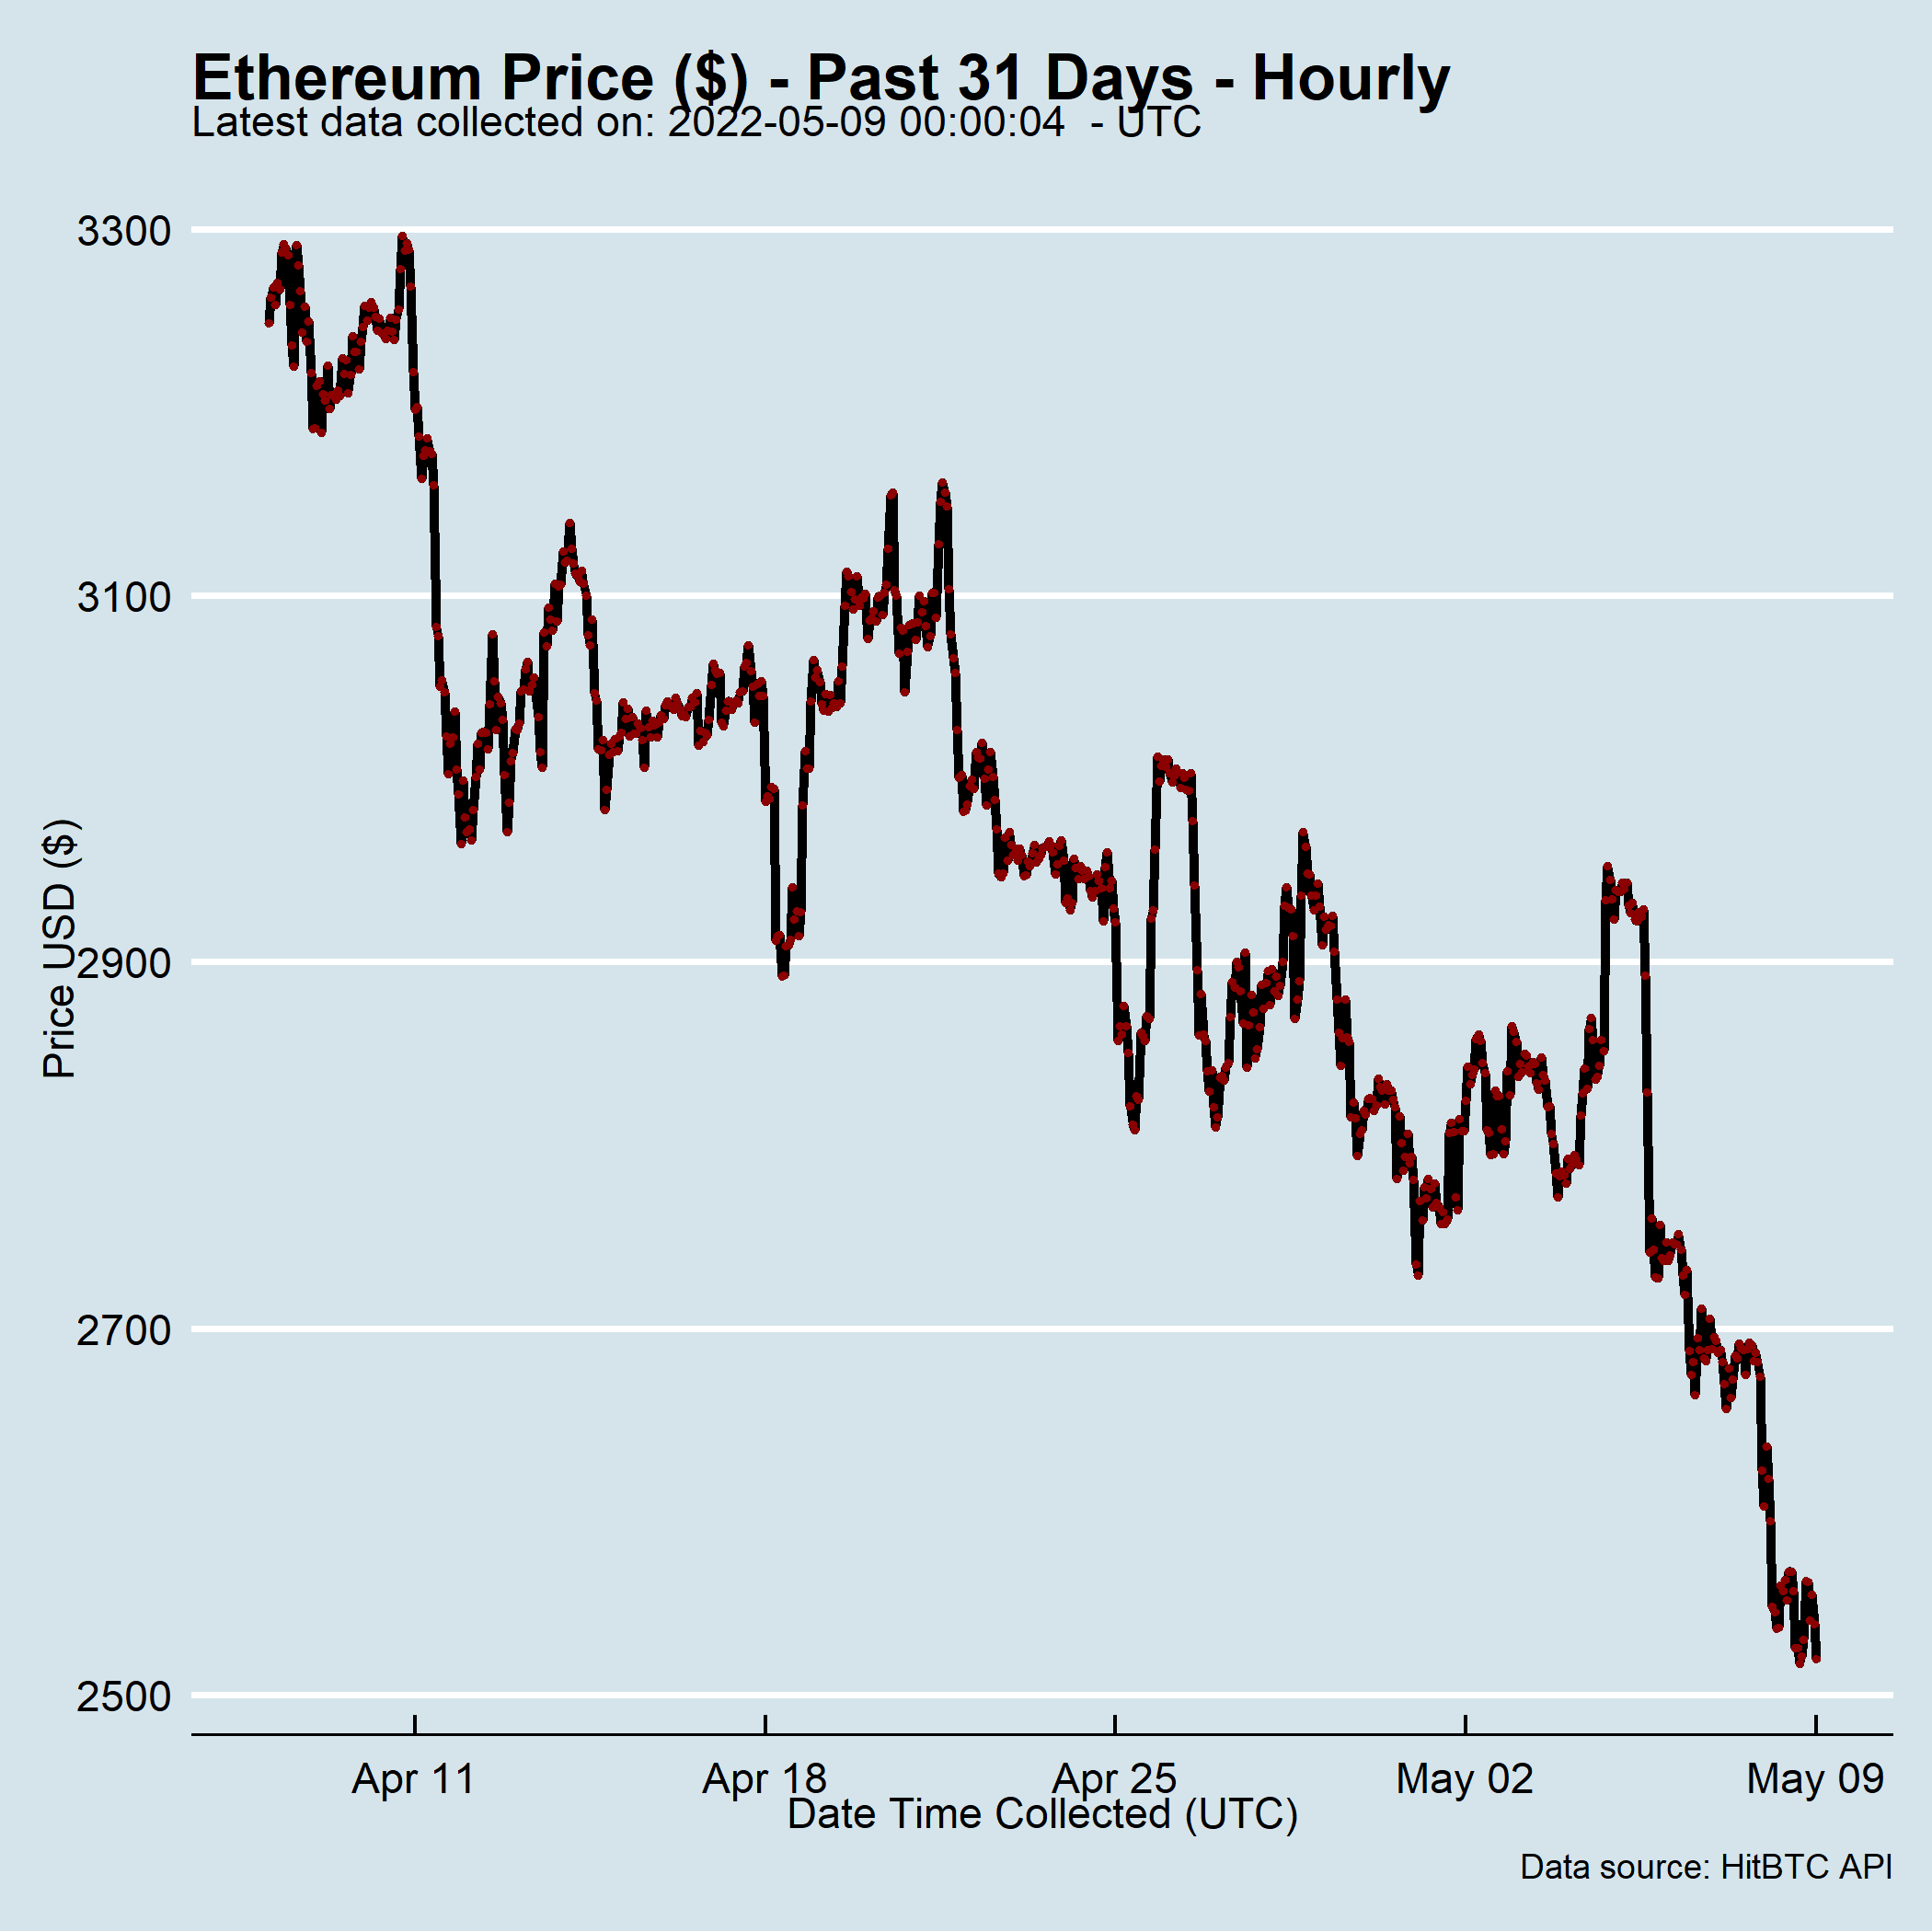 Ethereum Price ($) - Past 31 Days - Hourly
Latest data collected on: 2022-05-09 00:00:04  - UTC
3300
3100
2900
2700
2500
Price USD ($)
Apr 11
Apr 18
Apr 25
May 02
May 09
Date Time Collected (UTC)
Data source: HitBTC API